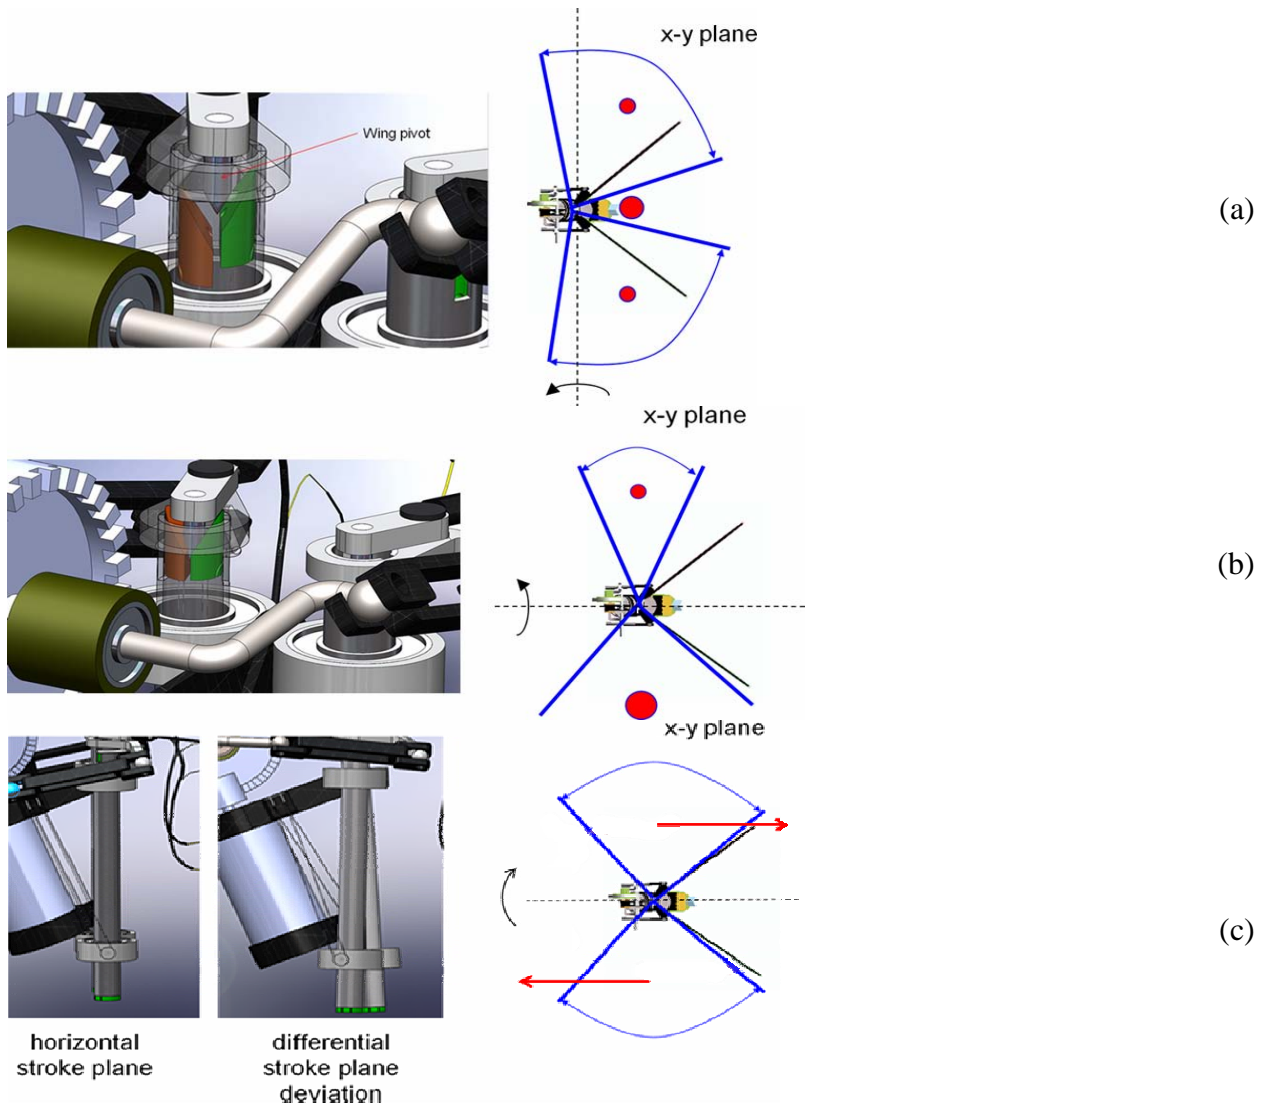 x-y plane
Wing pivot
(a)
x-y plane
(b)
x-y plane
(c)
horizontal
stroke plane
differential
stroke plane
deviation